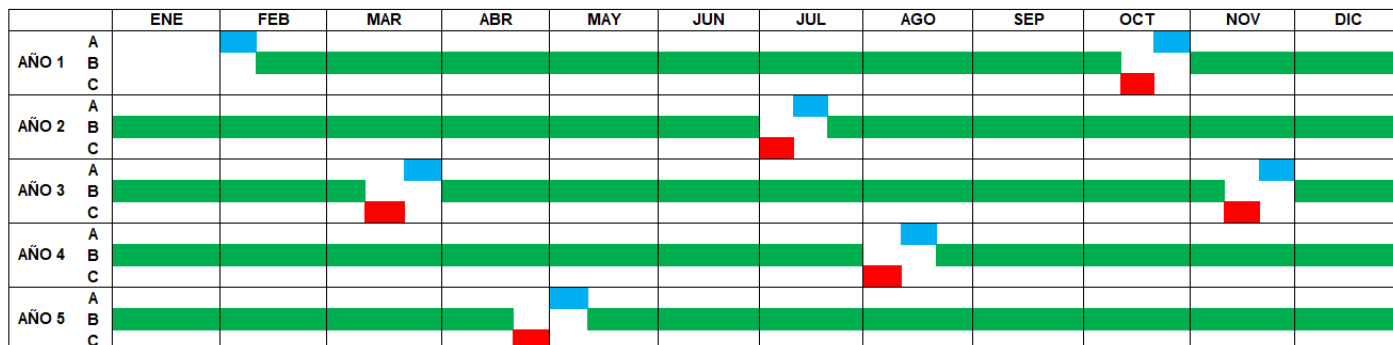 ENE FEB MAR ABR MAY JUN JUL AGO SEP OCT NOV DIC
A
AÑO 1 B
C
A
AÑO 2 B
C
A
AÑO 3 B
C
A
AÑO 4 B
C
A
AÑO 5 B
C